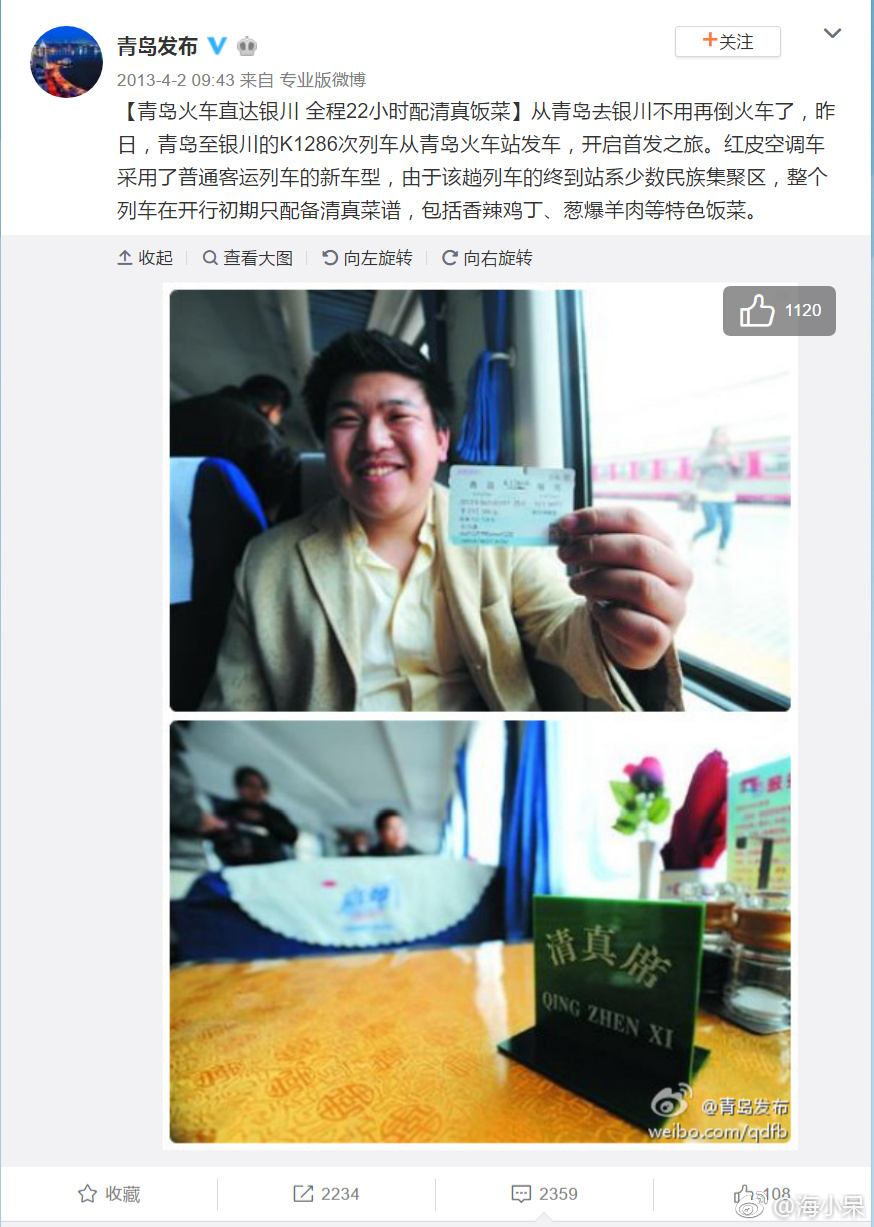 青岛发布
+关注
2013-4-2 09:43 来自 专业版微博
【青岛火车直达银川 全程22小时配清真饭菜】从青岛去银川不用再倒火车了，昨
日，青岛至银川的K1286次列车从青岛火车站发车，开启首发之旅。红皮空调车
采用了普通客运列车的新车型，由于该趟列车的终到站系少数民族集聚区，整个
列车在开行初期只配备清真菜谱，包括香辣鸡丁、葱爆羊肉等特色饭菜。
收起
查看大图
向左旋转
向右旋转
1120
清真席
QING ZHEN XI
@青岛发布
weibo.com/qdfb
收藏
2234
2359
108
@海小呆